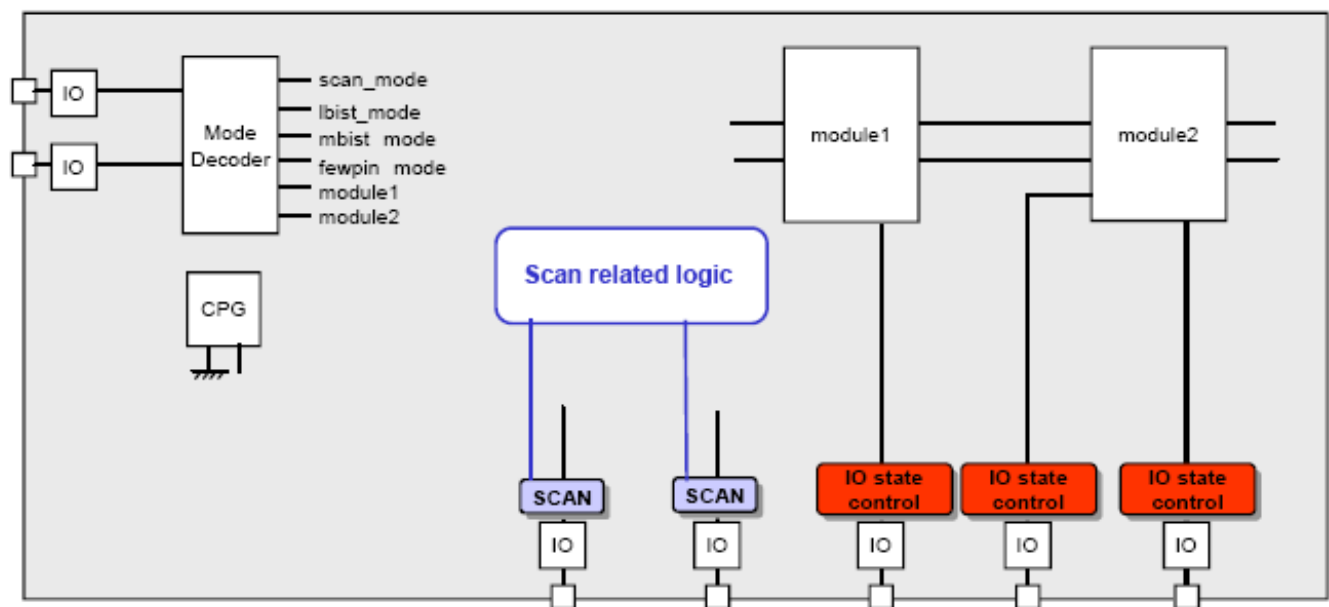 IO
IO
Mode
Decoder
scan_mode
lbist_mode
mbist mode
fewpin mode
module1
module2
module1
module2
CPG
Scan related logic
SCAN
SCAN
IO state
control
IO state
control
IO state
control
IO
IO
IO
IO
IO